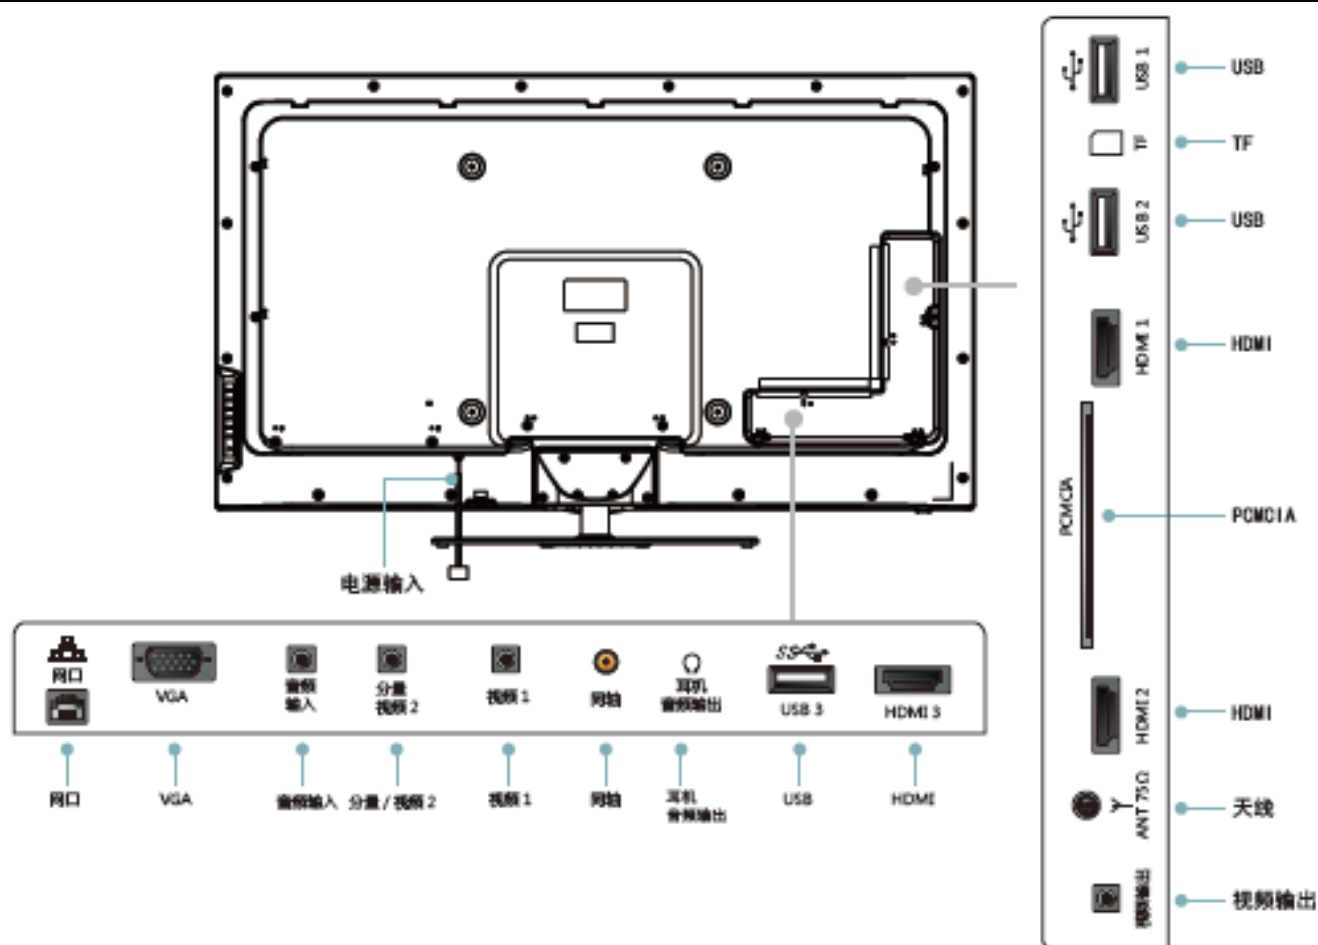 USB 1
USB
TF
TF
USB 2
USB
HDMI 1
HDMI
PCMCIA
PCMCIA
HDMI 2
HDMI
ANT 75Ω
天线
视频输出
视频输出
电源输入
网口
VGA
音频
输入
分量
视频 2
视频 1
同轴
耳机
音频输出
SS
USB 3
HDMI 3
网口
VGA
音频输入
分量 / 视频 2
视频 1
同轴
耳机
音频输出
USB
HDMI